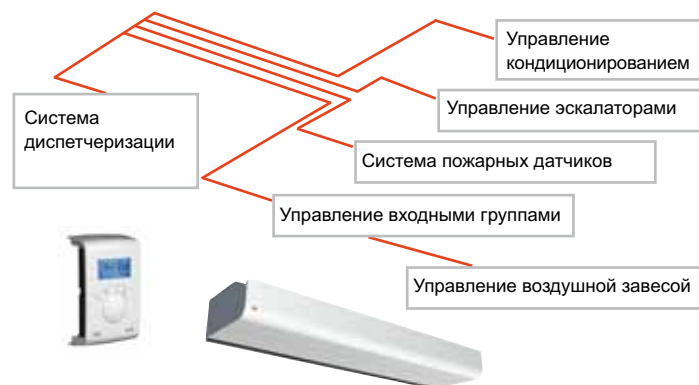 Управление
кондиционированием
Управление эскалаторами
Система
диспетчеризации
Система пожарных датчиков
Управление входными группами
Управление воздушной завесой